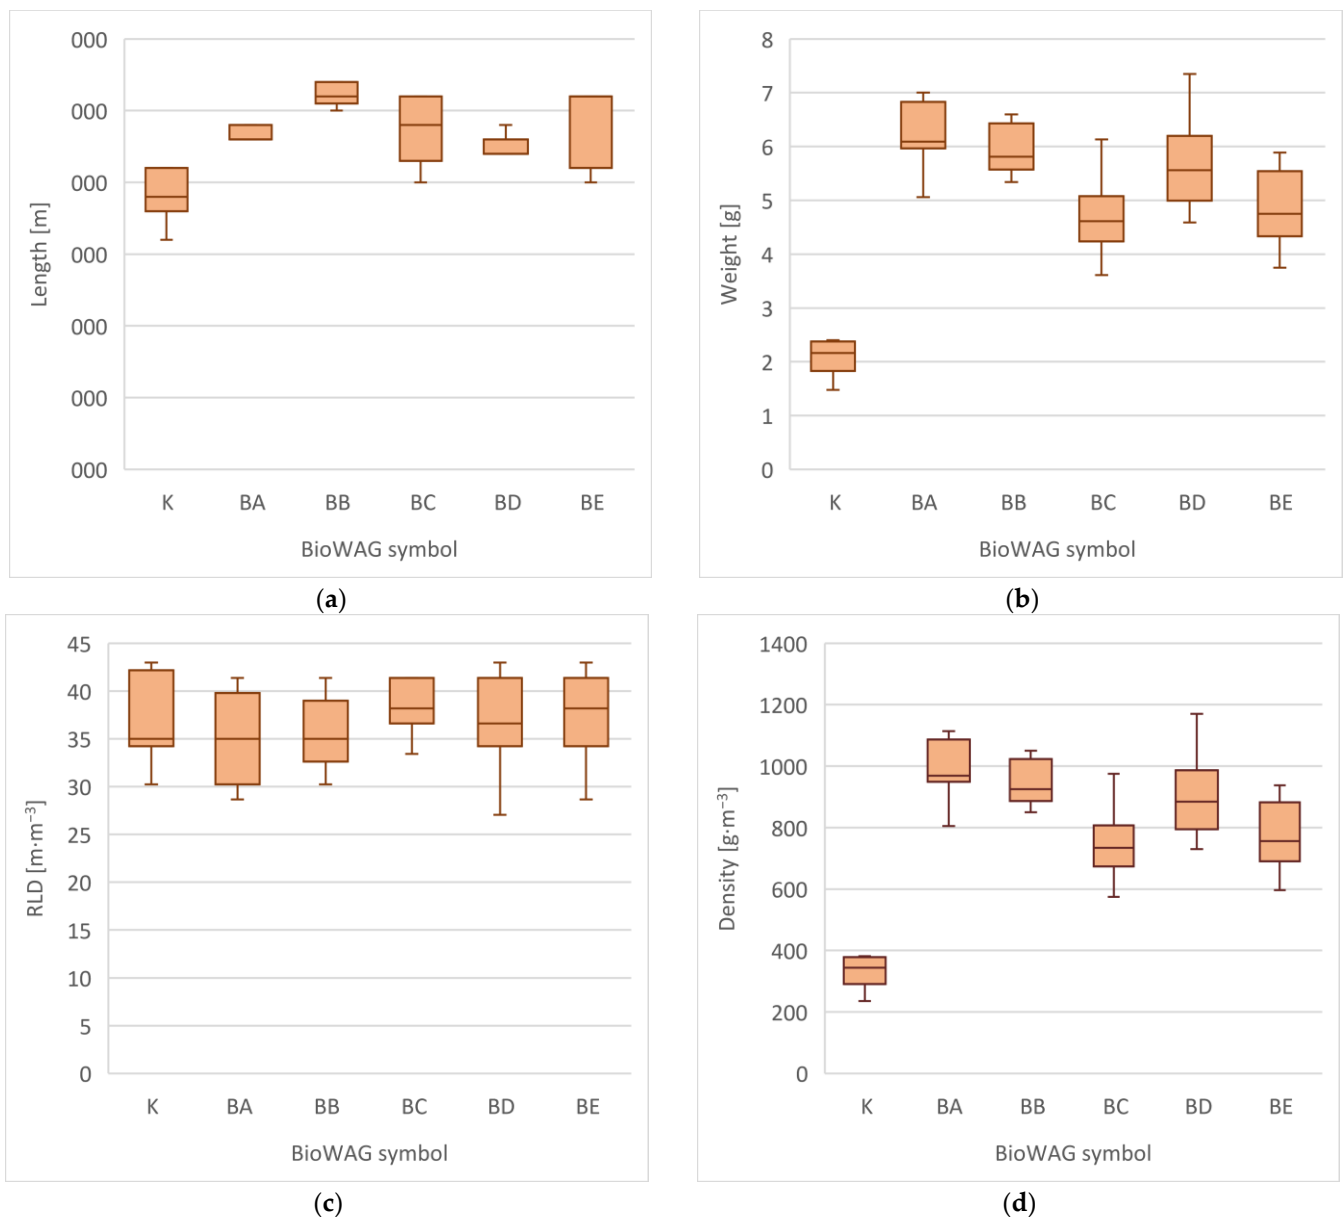 000
000
000
000
000
000
000
Length [m]
K BA BB BC BD BE
BioWAG symbol
(a)
8
7
6
5
4
3
2
1
0
Weight [g]
K BA BB BC BD BE
BioWAG symbol
(b)
45
40
35
30
25
20
15
10
5
0
RLD [m·m⁻³]
K BA BB BC BD BE
BioWAG symbol
(c)
1400
1200
1000
800
600
400
200
0
Density [g·m⁻³]
K BA BB BC BD BE
BioWAG symbol
(d)